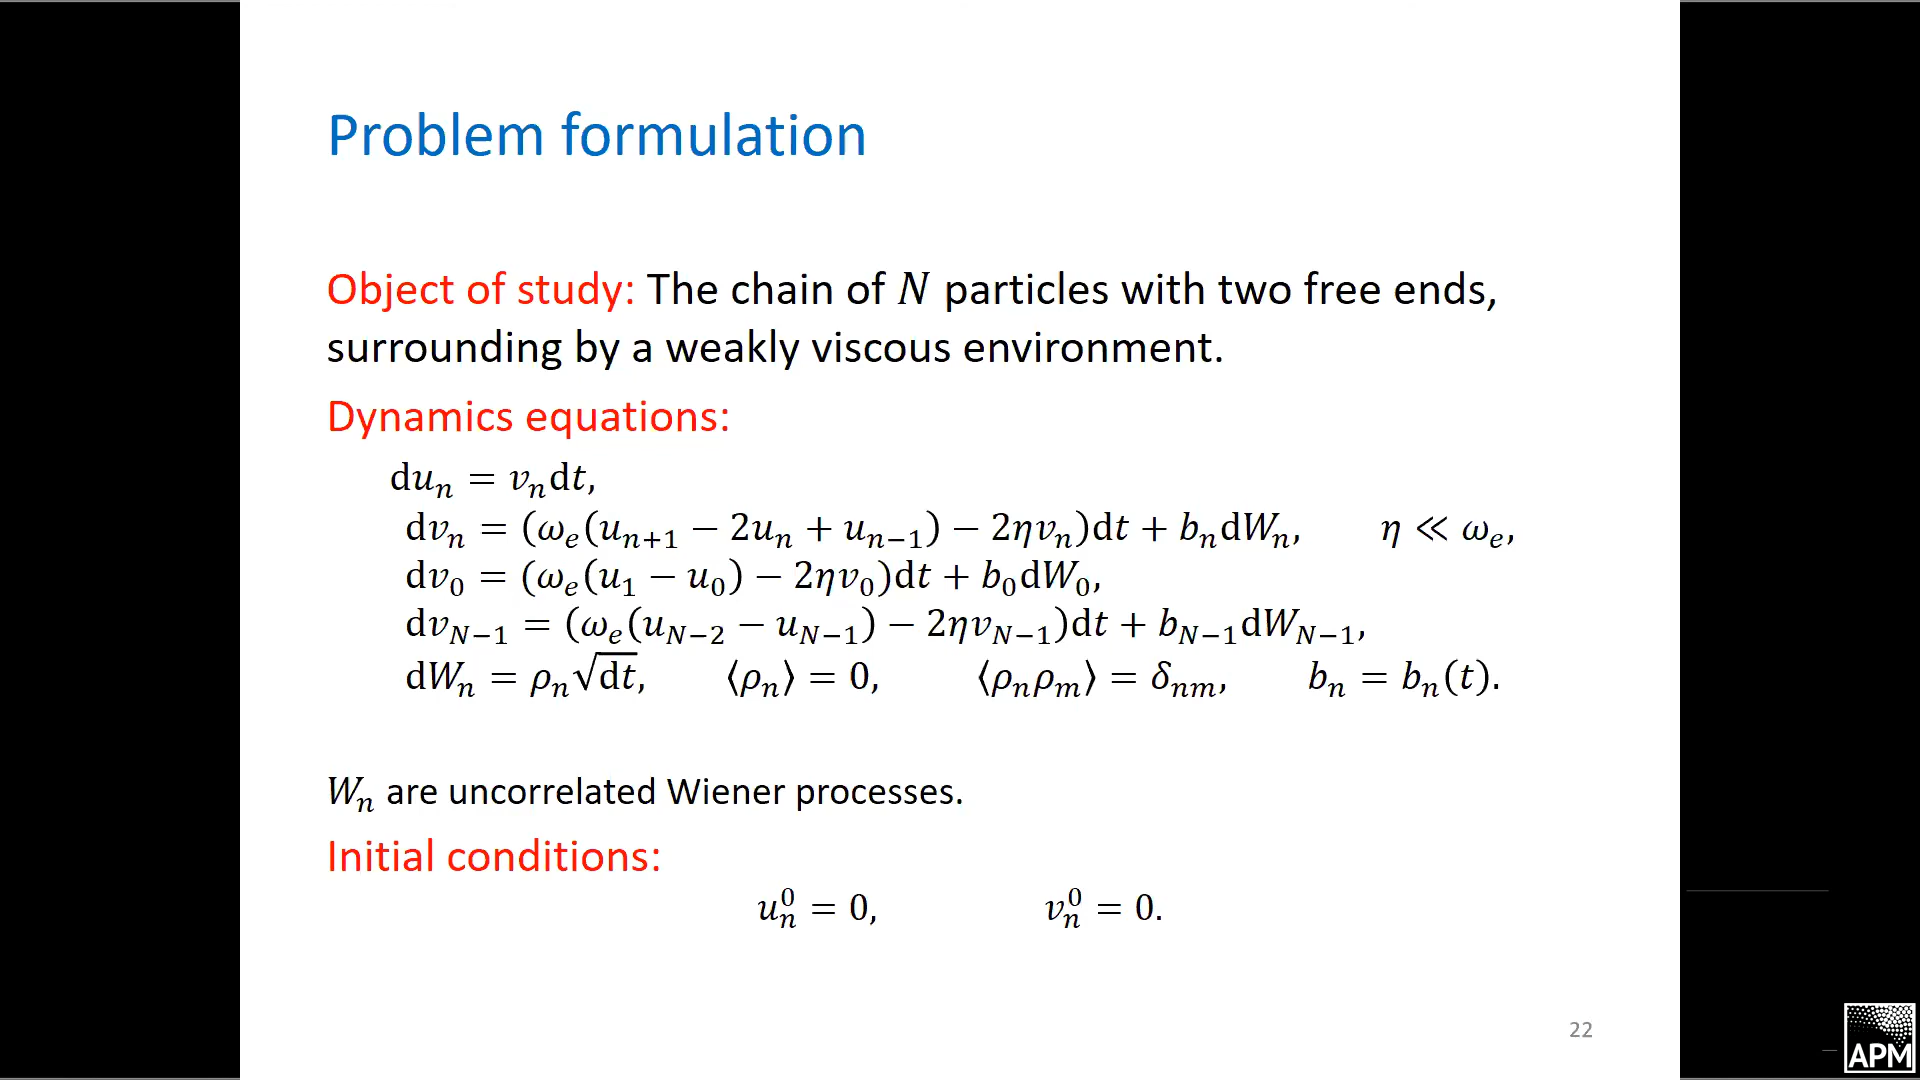 Problem formulation
Object of study: The chain of 𝑁 particles with two free ends,
surrounding by a weakly viscous environment.
Dynamics equations:
du_n = v_n dt,
dv_n = (ω_e(u_{n+1} − 2u_n + u_{n−1}) − 2ηv_n)dt + b_n dW_n, η ≪ ω_e,
dv_0 = (ω_e(u_1 − u_0) − 2ηv_0)dt + b_0 dW_0,
dv_{N−1} = (ω_e(u_{N−2} − u_{N−1}) − 2ηv_{N−1})dt + b_{N−1}dW_{N−1},
dW_n = ρ_n√dt, ⟨ρ_n⟩ = 0, ⟨ρ_nρ_m⟩ = δ_{nm}, b_n = b_n(t).
W_n are uncorrelated Wiener processes.
Initial conditions:
u_n^0 = 0, v_n^0 = 0.
22
APM